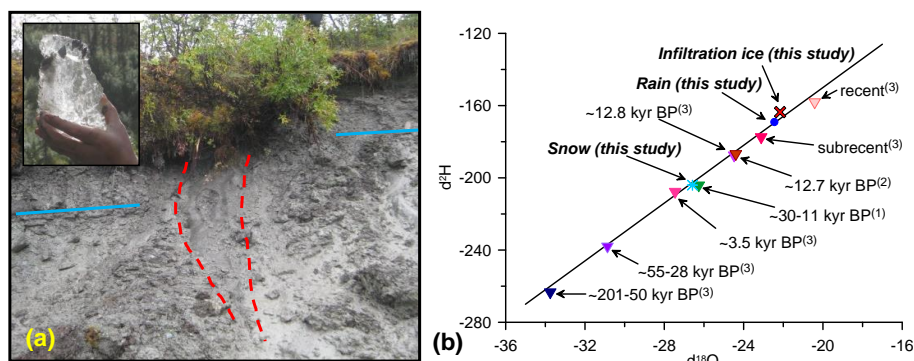 (a)
(b)
-120
-160
-200
-240
-280
d²H
-36
-32
-28
-24
-20
-16
d¹⁸O
Infiltration ice (this study)
Rain (this study)
recent⁽³⁾
~12.8 kyr BP⁽³⁾
subrecent⁽³⁾
Snow (this study)
~12.7 kyr BP⁽²⁾
~30-11 kyr BP⁽¹⁾
~3.5 kyr BP⁽³⁾
~55-28 kyr BP⁽³⁾
~201-50 kyr BP⁽³⁾